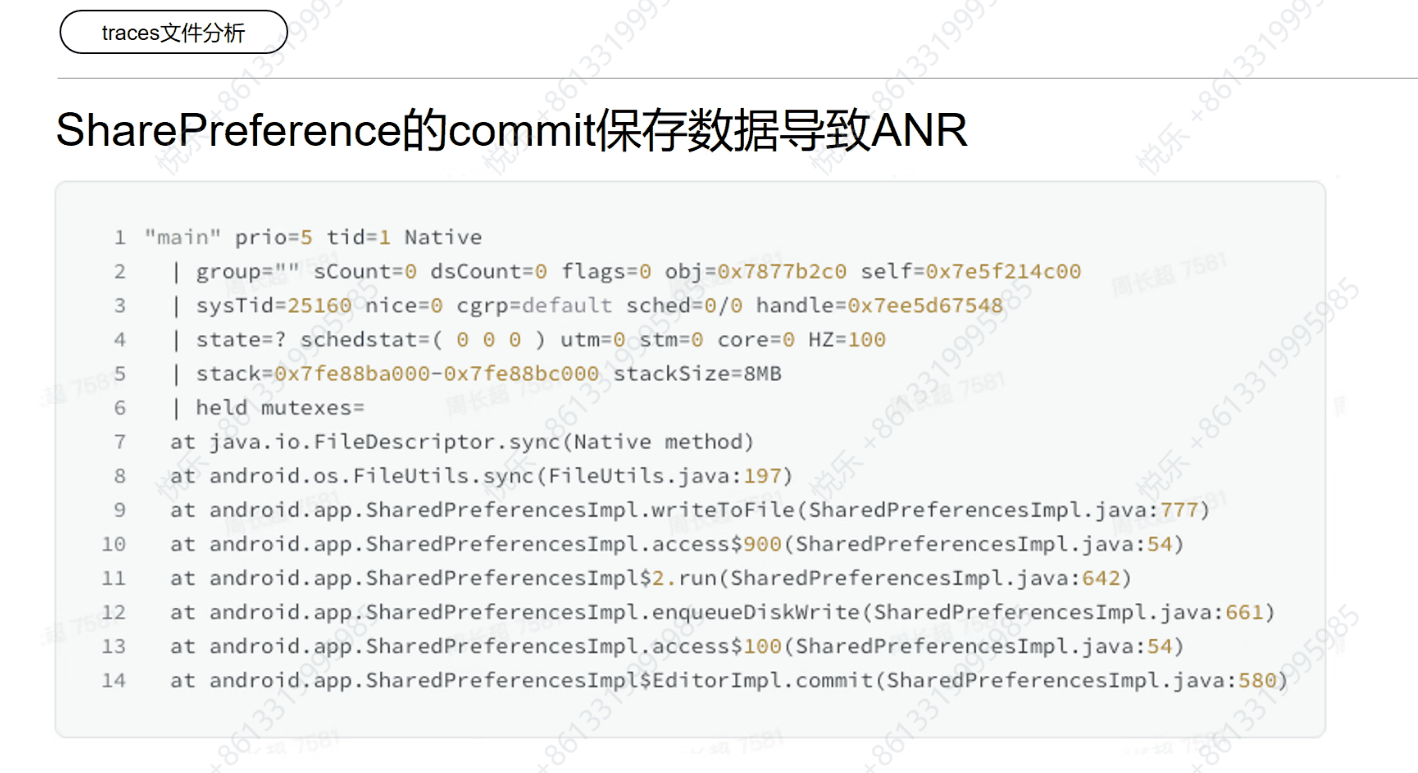 traces文件分析
SharePreference的commit保存数据导致ANR
1 "main" prio=5 tid=1 Native
2 | group="" sCount=0 dsCount=0 flags=0 obj=0x7877b2c0 self=0x7e5f214c00
3 | sysTid=25160 nice=0 cgrp=default sched=0/0 handle=0x7ee5d67548
4 | state=? schedstat=( 0 0 0 ) utm=0 stm=0 core=0 HZ=100
5 | stack=0x7fe88ba000-0x7fe88bc000 stackSize=8MB
6 | held mutexes=
7 at java.io.FileDescriptor.sync(Native method)
8 at android.os.FileUtils.sync(FileUtils.java:197)
9 at android.app.SharedPreferencesImpl.writeToFile(SharedPreferencesImpl.java:777)
10 at android.app.SharedPreferencesImpl.access$900(SharedPreferencesImpl.java:54)
11 at android.app.SharedPreferencesImpl$2.run(SharedPreferencesImpl.java:642)
12 at android.app.SharedPreferencesImpl.enqueueDiskWrite(SharedPreferencesImpl.java:661)
13 at android.app.SharedPreferencesImpl.access$100(SharedPreferencesImpl.java:54)
14 at android.app.SharedPreferencesImpl$EditorImpl.commit(SharedPreferencesImpl.java:580)
悦乐 +8613319995985
周长超 7581